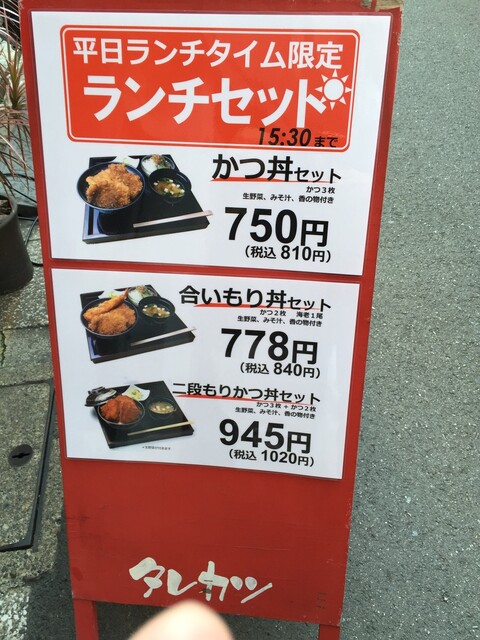 平日ランチタイム限定
ランチセット
15:30まで
かつ丼セット
かつ3枚
生野菜、みそ汁、香の物付き
750円
(税込 810円)
合いもり丼セット
かつ2枚 海老1尾
生野菜、みそ汁、香の物付き
778円
(税込 840円)
二段もりかつ丼セット
かつ3枚+かつ2枚
生野菜、みそ汁、香の物付き
945円
(税込 1020円)
タレカツ